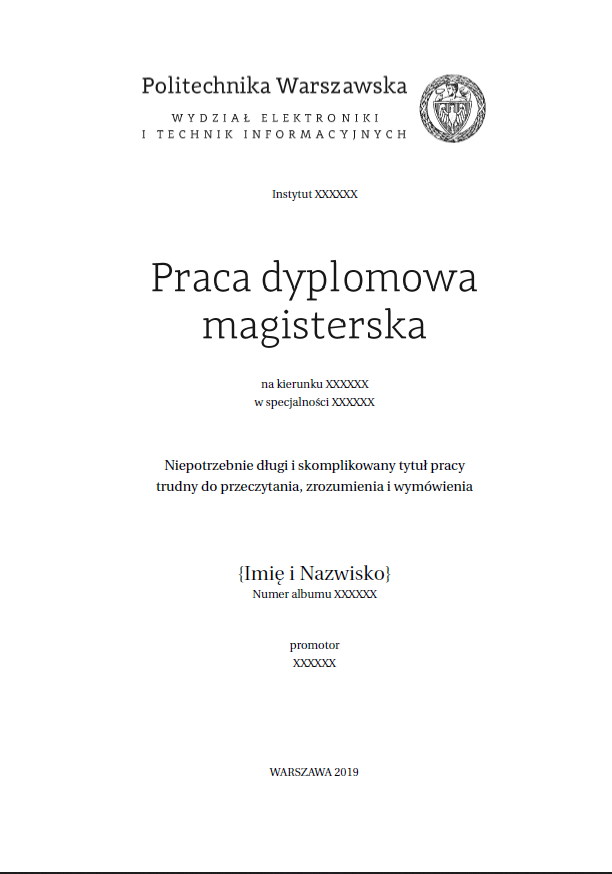 Politechnika Warszawska
WYDZIAŁ ELEKTRONIKI
I TECHNIK INFORMACYJNYCH
Instytut XXXXXX
Praca dyplomowa
magisterska
na kierunku XXXXXX
w specjalności XXXXXX
Niepotrzebnie długi i skomplikowany tytuł pracy
trudny do przeczytania, zrozumienia i wymówienia
{Imię i Nazwisko}
Numer albumu XXXXXX
promotor
XXXXXX
WARSZAWA 2019